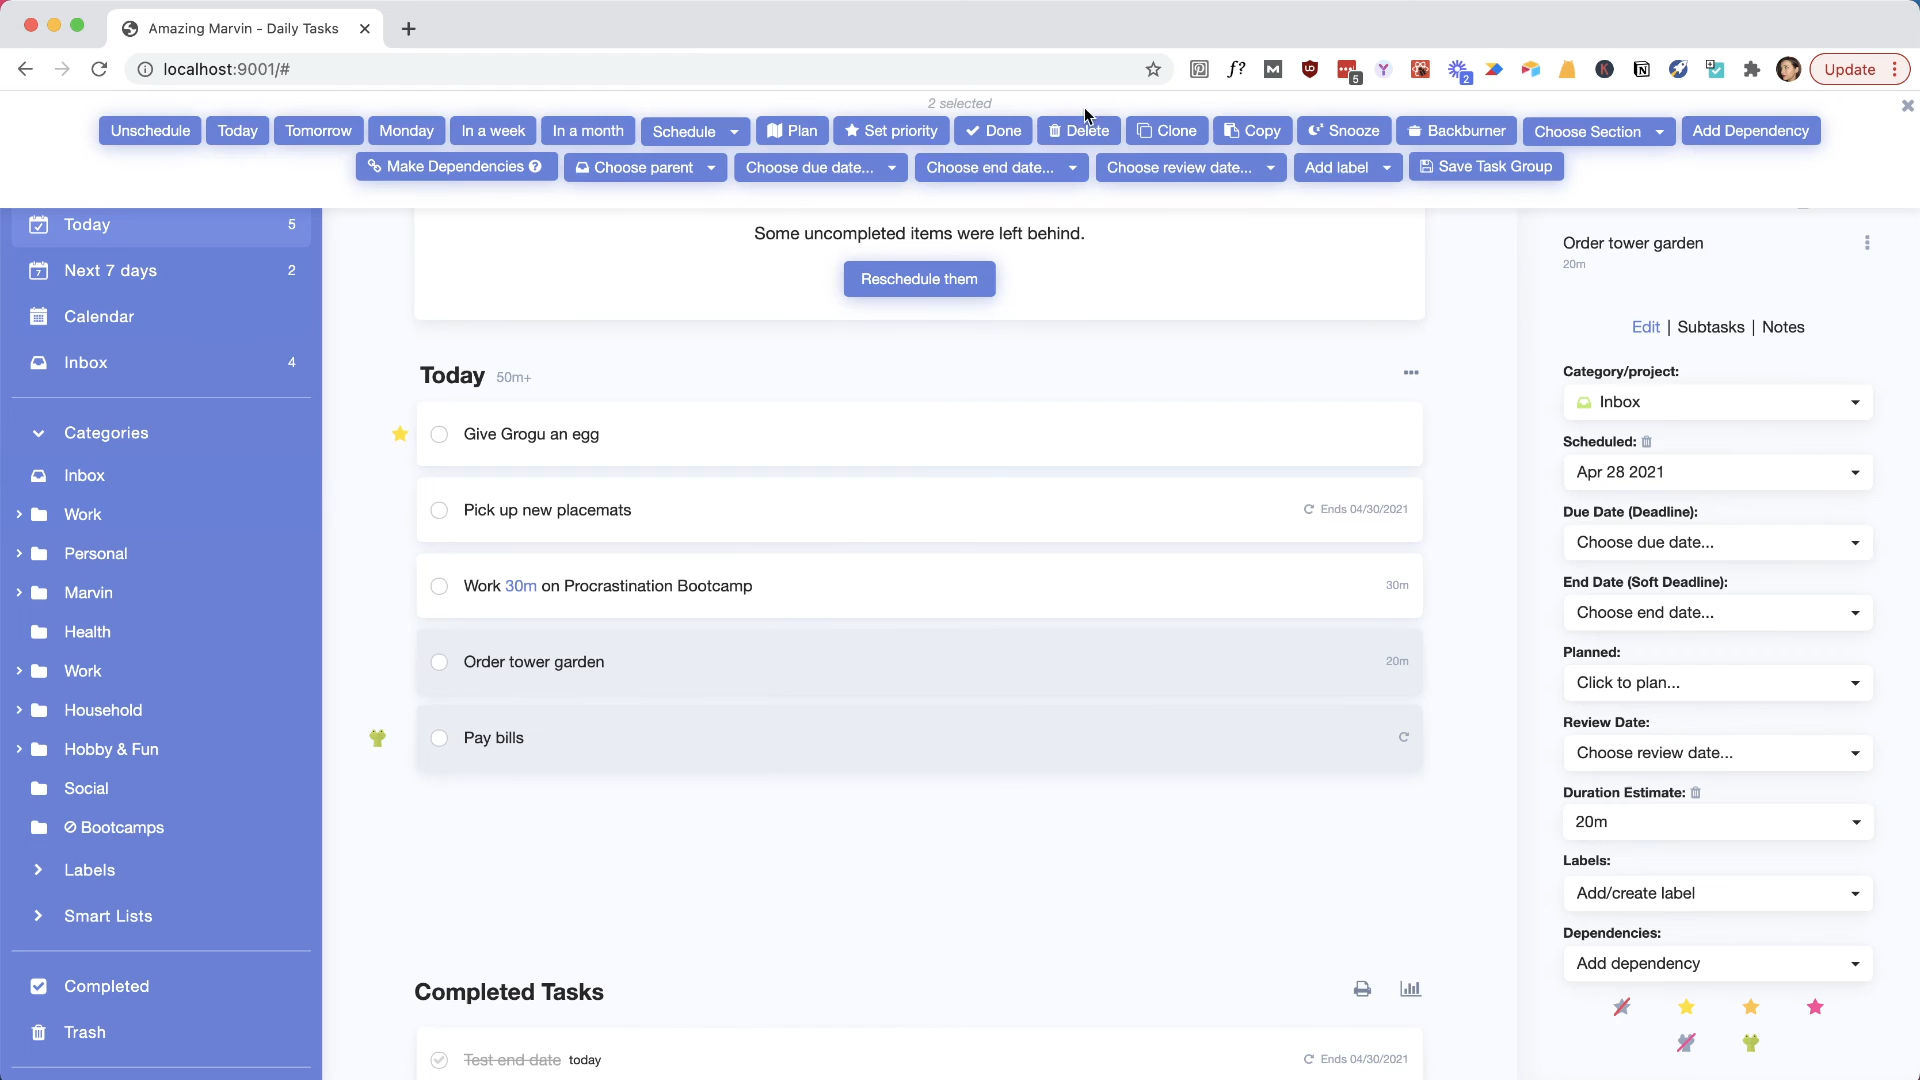 Amazing Marvin - Daily Tasks
localhost:9001/#
5
2
Update
2 selected
Unschedule Today Tomorrow Monday In a week In a month Schedule Plan Set priority Done Delete Clone Copy Snooze Backburner Choose Section Add Dependency
Make Dependencies Choose parent Choose due date... Choose end date... Choose review date... Add label Save Task Group
Today 5
Next 7 days 2
Calendar
Inbox 4
Categories
Inbox
Work
Personal
Marvin
Health
Work
Household
Hobby & Fun
Social
Bootcamps
Labels
Smart Lists
Completed
Trash
Some uncompleted items were left behind.
Reschedule them
Today 50m+
Give Grogu an egg
Pick up new placemats Ends 04/30/2021
Work 30m on Procrastination Bootcamp 30m
Order tower garden 20m
Pay bills
Completed Tasks
Test end date today Ends 04/30/2021
Order tower garden
20m
Edit | Subtasks | Notes
Category/project:
Inbox
Scheduled:
Apr 28 2021
Due Date (Deadline):
Choose due date...
End Date (Soft Deadline):
Choose end date...
Planned:
Click to plan...
Review Date:
Choose review date...
Duration Estimate:
20m
Labels:
Add/create label
Dependencies:
Add dependency